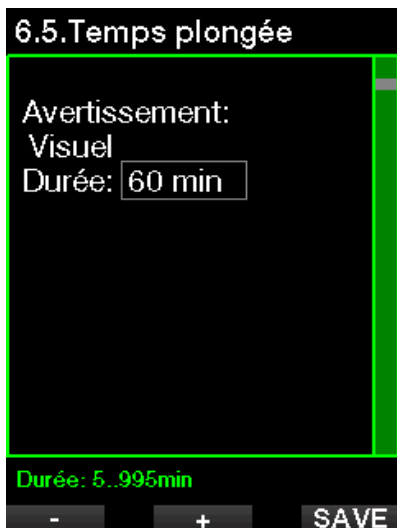 6.5.Temps plongée
Avertissement:
Visuel
Durée: 60 min
Durée: 5..995min
- + SAVE